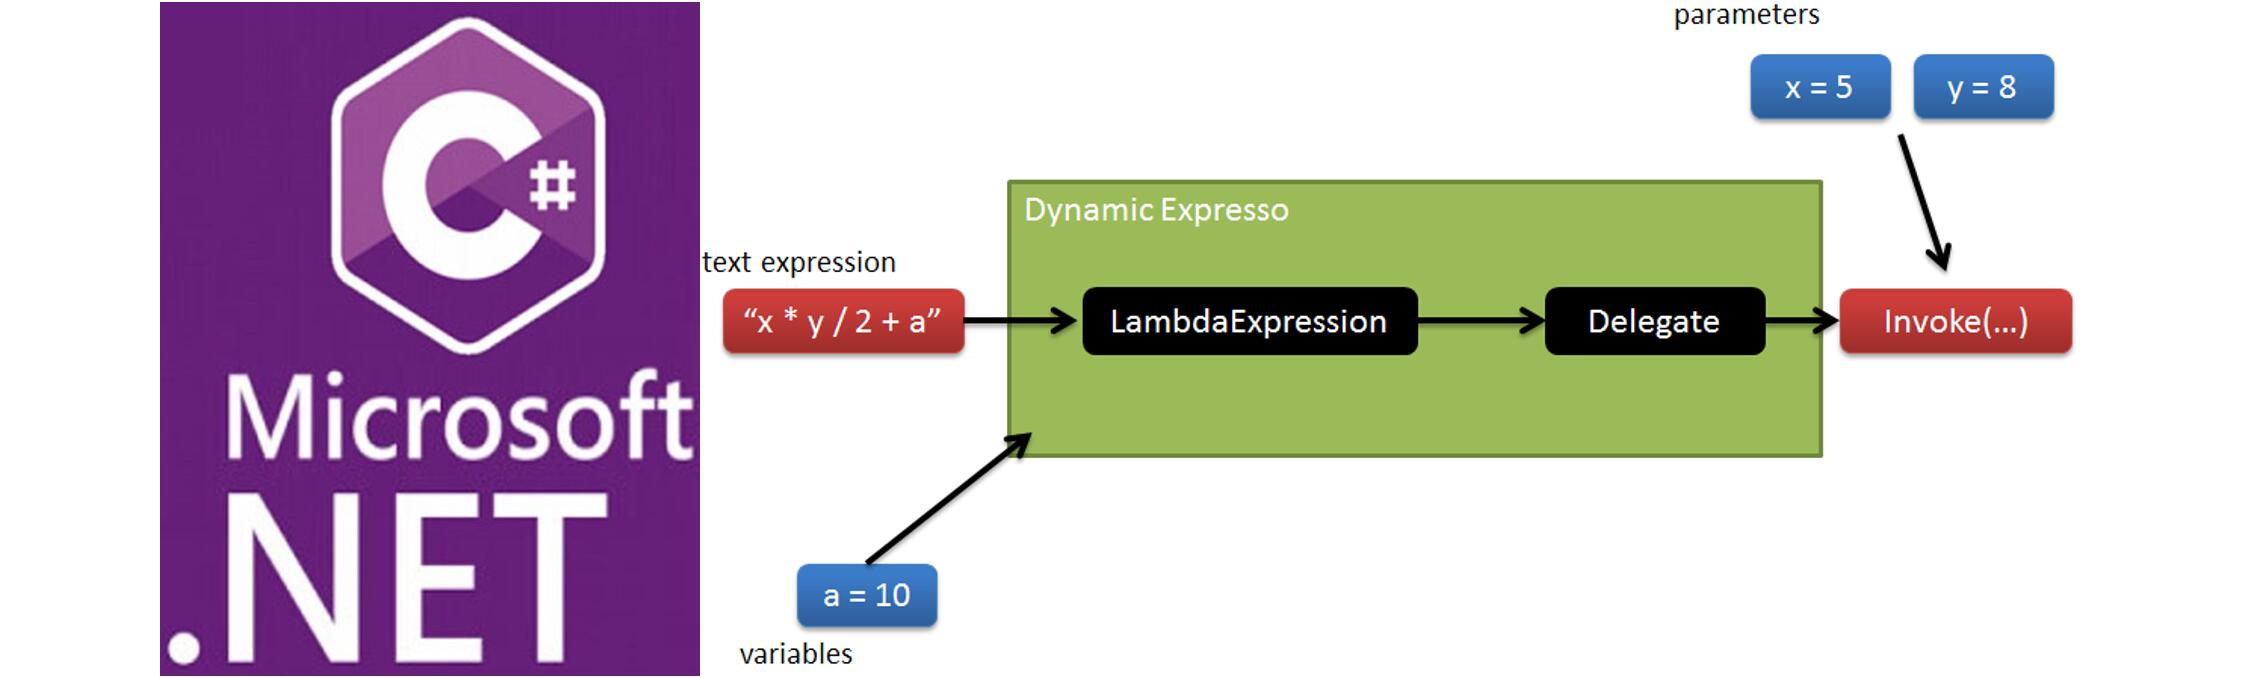 C#
Microsoft
.NET
parameters
x = 5
y = 8
Dynamic Expresso
text expression
“x * y / 2 + a”
LambdaExpression
Delegate
Invoke(...)
a = 10
variables